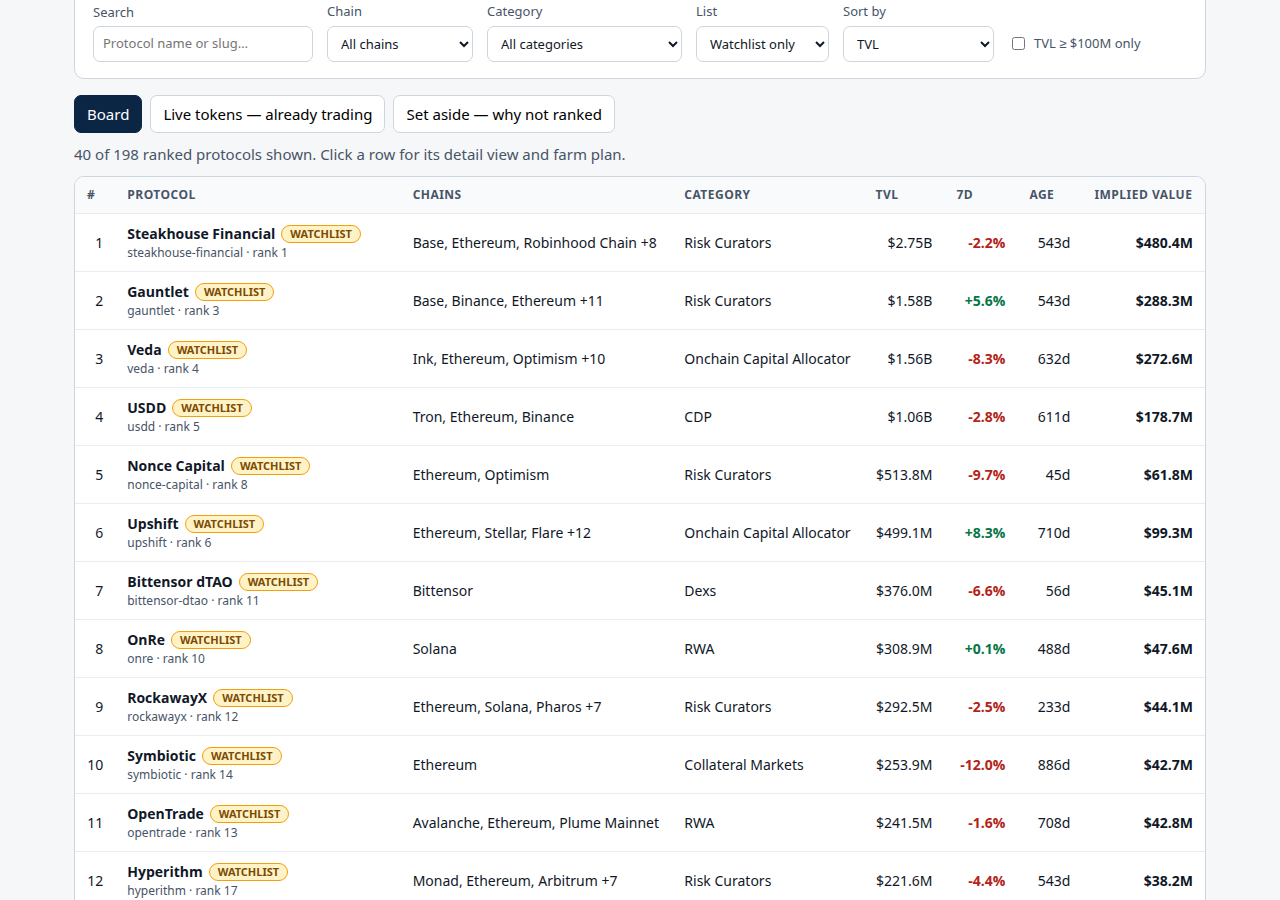 Search Chain Category List Sort by
Protocol name or slug... All chains All categories Watchlist only TVL TVL ≥ $100M only
Board Live tokens — already trading Set aside — why not ranked
40 of 198 ranked protocols shown. Click a row for its detail view and farm plan.
# PROTOCOL CHAINS CATEGORY TVL 7D AGE IMPLIED VALUE
1 Steakhouse Financial WATCHLIST Base, Ethereum, Robinhood Chain +8 Risk Curators $2.75B -2.2% 543d $480.4M
steakhouse-financial · rank 1
2 Gauntlet WATCHLIST Base, Binance, Ethereum +11 Risk Curators $1.58B +5.6% 543d $288.3M
gauntlet · rank 3
3 Veda WATCHLIST Ink, Ethereum, Optimism +10 Onchain Capital Allocator $1.56B -8.3% 632d $272.6M
veda · rank 4
4 USDD WATCHLIST Tron, Ethereum, Binance CDP $1.06B -2.8% 611d $178.7M
usdd · rank 5
5 Nonce Capital WATCHLIST Ethereum, Optimism Risk Curators $513.8M -9.7% 45d $61.8M
nonce-capital · rank 8
6 Upshift WATCHLIST Ethereum, Stellar, Flare +12 Onchain Capital Allocator $499.1M +8.3% 710d $99.3M
upshift · rank 6
7 Bittensor dTAO WATCHLIST Bittensor Dexs $376.0M -6.6% 56d $45.1M
bittensor-dtao · rank 11
8 OnRe WATCHLIST Solana RWA $308.9M +0.1% 488d $47.6M
onre · rank 10
9 RockawayX WATCHLIST Ethereum, Solana, Pharos +7 Risk Curators $292.5M -2.5% 233d $44.1M
rockawayx · rank 12
10 Symbiotic WATCHLIST Ethereum Collateral Markets $253.9M -12.0% 886d $42.7M
symbiotic · rank 14
11 OpenTrade WATCHLIST Avalanche, Ethereum, Plume Mainnet RWA $241.5M -1.6% 708d $42.8M
opentrade · rank 13
12 Hyperithm WATCHLIST Monad, Ethereum, Arbitrum +7 Risk Curators $221.6M -4.4% 543d $38.2M
hyperithm · rank 17